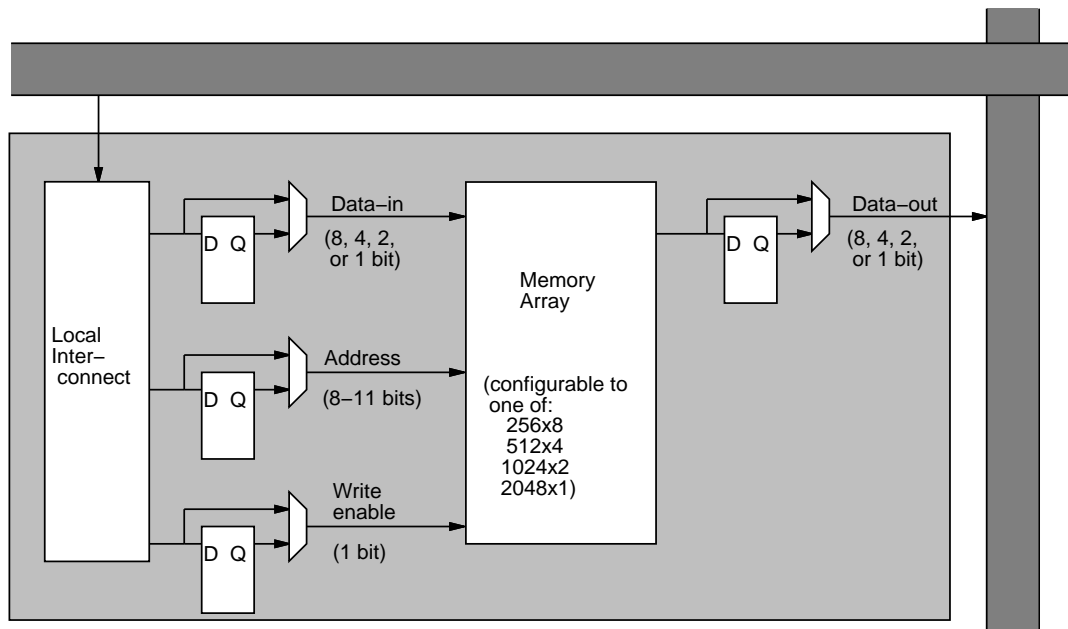 Data–in
(8, 4, 2,
or 1 bit)
D Q
Local
Inter–
connect
Address
(8–11 bits)
D Q
Write
enable
(1 bit)
D Q
Memory
Array
(configurable to
one of:
256x8
512x4
1024x2
2048x1)
D Q
Data–out
(8, 4, 2,
or 1 bit)